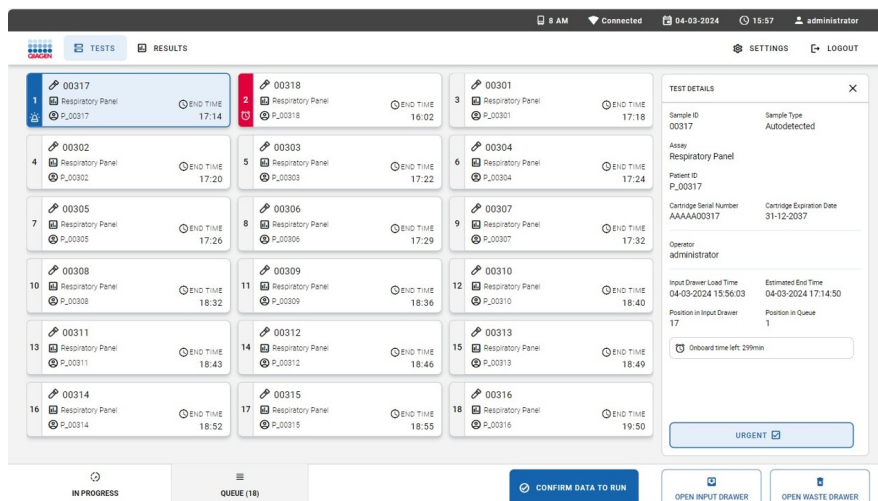 8 AM Connected 04-03-2024 15:57 administrator
QIAGEN TESTS RESULTS SETTINGS LOGOUT
1 00317
Respiratory Panel
P_00317
END TIME
17:14
2 00318
Respiratory Panel
P_00318
END TIME
16:02
3 00301
Respiratory Panel
P_00301
END TIME
17:18
4 00302
Respiratory Panel
P_00302
END TIME
17:20
5 00303
Respiratory Panel
P_00303
END TIME
17:22
6 00304
Respiratory Panel
P_00304
END TIME
17:24
7 00305
Respiratory Panel
P_00305
END TIME
17:26
8 00306
Respiratory Panel
P_00306
END TIME
17:29
9 00307
Respiratory Panel
P_00307
END TIME
17:32
10 00308
Respiratory Panel
P_00308
END TIME
18:32
11 00309
Respiratory Panel
P_00309
END TIME
18:36
12 00310
Respiratory Panel
P_00310
END TIME
18:40
13 00311
Respiratory Panel
P_00311
END TIME
18:43
14 00312
Respiratory Panel
P_00312
END TIME
18:46
15 00313
Respiratory Panel
P_00313
END TIME
18:49
16 00314
Respiratory Panel
P_00314
END TIME
18:52
17 00315
Respiratory Panel
P_00315
END TIME
18:55
18 00316
Respiratory Panel
P_00316
END TIME
19:50
TEST DETAILS
Sample ID Sample Type
00317 Autodetected
Assay
Respiratory Panel
Patient ID
P_00317
Cartridge Serial Number Cartridge Expiration Date
AAAAA00317 31-12-2037
Operator
administrator
Input Drawer Load Time Estimated End Time
04-03-2024 15:56:03 04-03-2024 17:14:50
Position in Input Drawer Position in Queue
17 1
Onboard time left: 299min
URGENT
IN PROGRESS
QUEUE (18)
CONFIRM DATA TO RUN
OPEN INPUT DRAWER
OPEN WASTE DRAWER